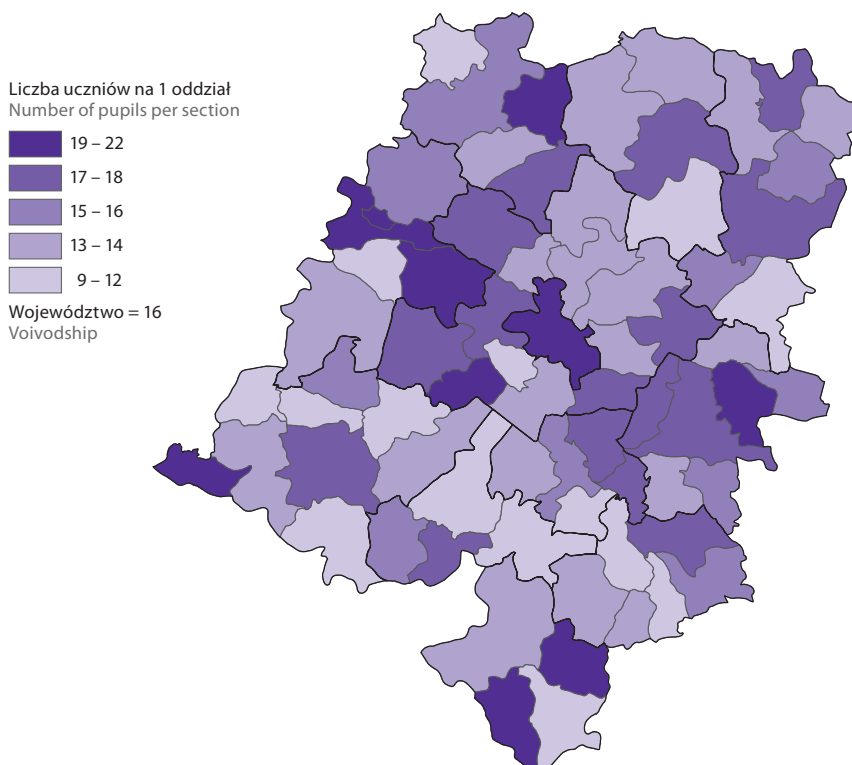 Liczba uczniów na 1 oddział
Number of pupils per section
19 – 22
17 – 18
15 – 16
13 – 14
9 – 12
Województwo = 16
Voivodship